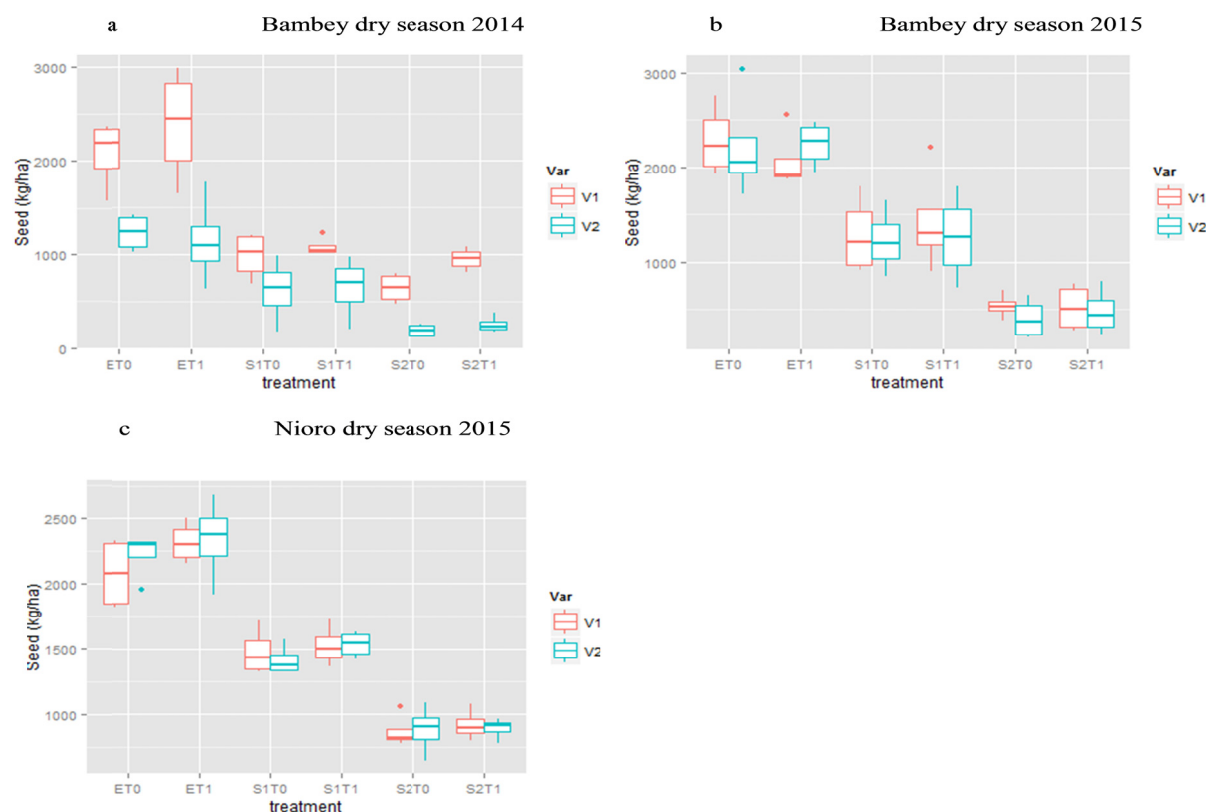 a Bambey dry season 2014
3000
2000
1000
0
Seed (kg/ha)
ET0 ET1 S1T0 S1T1 S2T0 S2T1
treatment
Var
V1
V2
b Bambey dry season 2015
3000
2000
1000
Seed (kg/ha)
ET0 ET1 S1T0 S1T1 S2T0 S2T1
treatment
Var
V1
V2
c Nioro dry season 2015
2500
2000
1500
1000
Seed (kg/ha)
ET0 ET1 S1T0 S1T1 S2T0 S2T1
treatment
Var
V1
V2